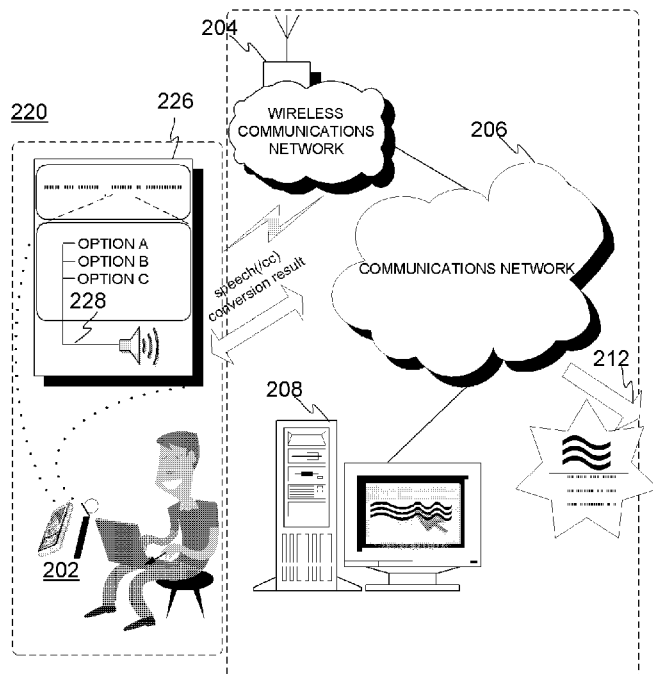 204
220
226
WIRELESS
COMMUNICATIONS
NETWORK
206
OPTION A
OPTION B
OPTION C
228
speech(/cc)
conversion result
COMMUNICATIONS NETWORK
212
208
202